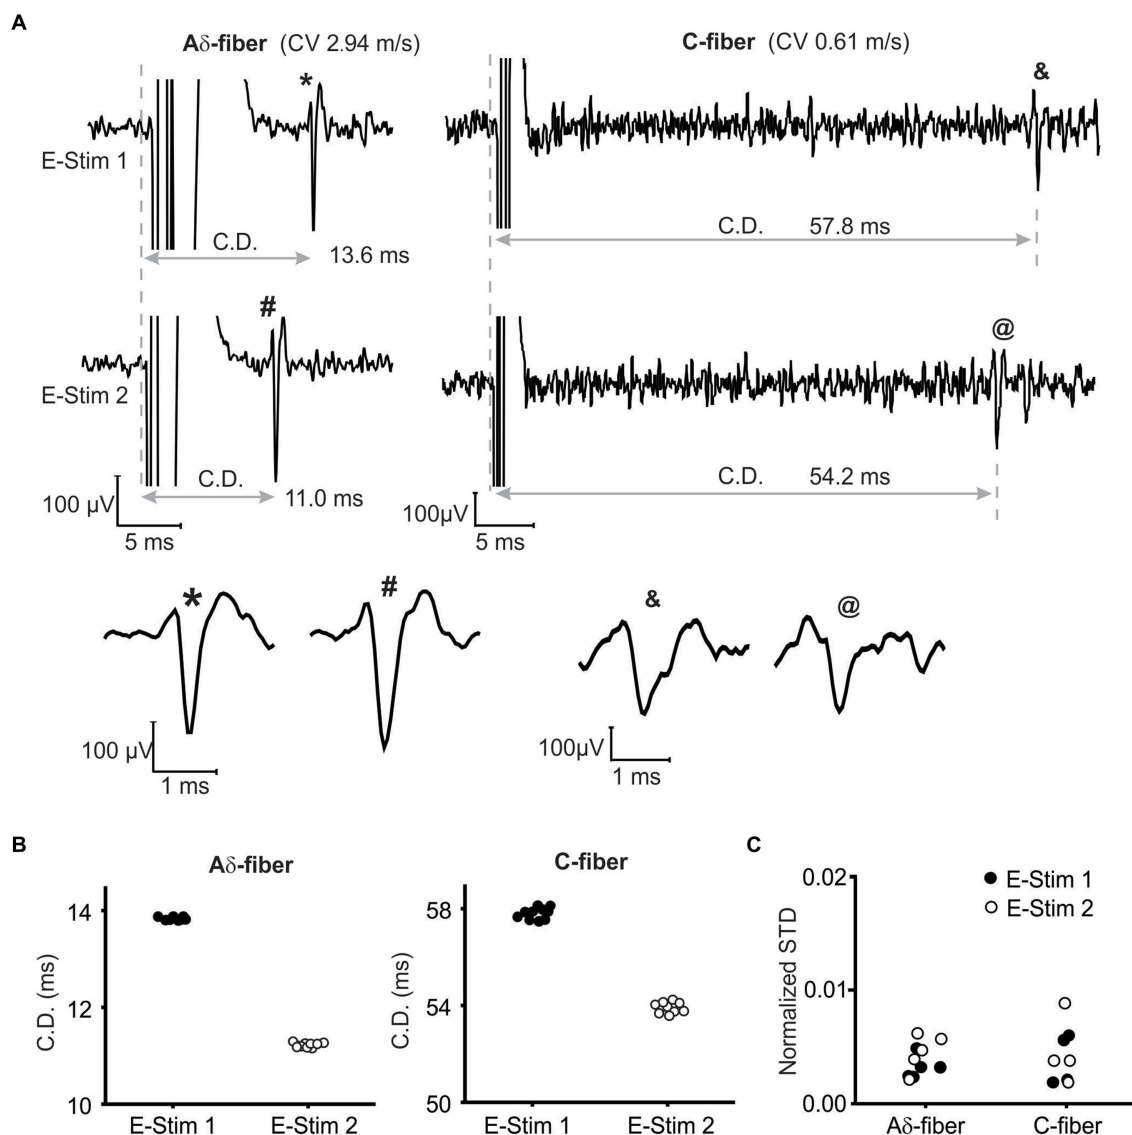 A
Aδ-fiber (CV 2.94 m/s)
C-fiber (CV 0.61 m/s)
*
&
E-Stim 1
C.D.
13.6 ms
C.D. 57.8 ms
#
@
E-Stim 2
C.D.
11.0 ms
C.D. 54.2 ms
100 µV
5 ms
100µV
5 ms
*
#
&
@
100 µV
1 ms
100µV
1 ms
B
Aδ-fiber
C.D. (ms)
14
12
10
E-Stim 1 E-Stim 2
C-fiber
C.D. (ms)
58
54
50
E-Stim 1 E-Stim 2
C
E-Stim 1
E-Stim 2
Normalized STD
0.02
0.01
0.00
Aδ-fiber C-fiber